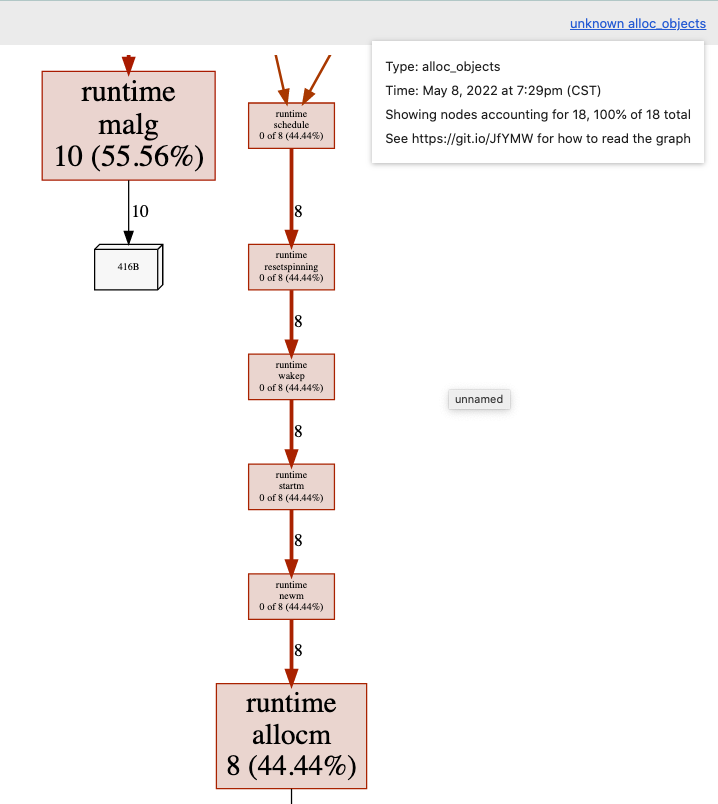 unknown alloc_objects
Type: alloc_objects
Time: May 8, 2022 at 7:29pm (CST)
Showing nodes accounting for 18, 100% of 18 total
See https://git.io/JfYMW for how to read the graph
runtime
malg
10 (55.56%)
10
416B
runtime
schedule
0 of 8 (44.44%)
8
runtime
resetspinning
0 of 8 (44.44%)
8
runtime
wakep
0 of 8 (44.44%)
8
runtime
startm
0 of 8 (44.44%)
8
runtime
newm
0 of 8 (44.44%)
8
runtime
allocm
8 (44.44%)
unnamed